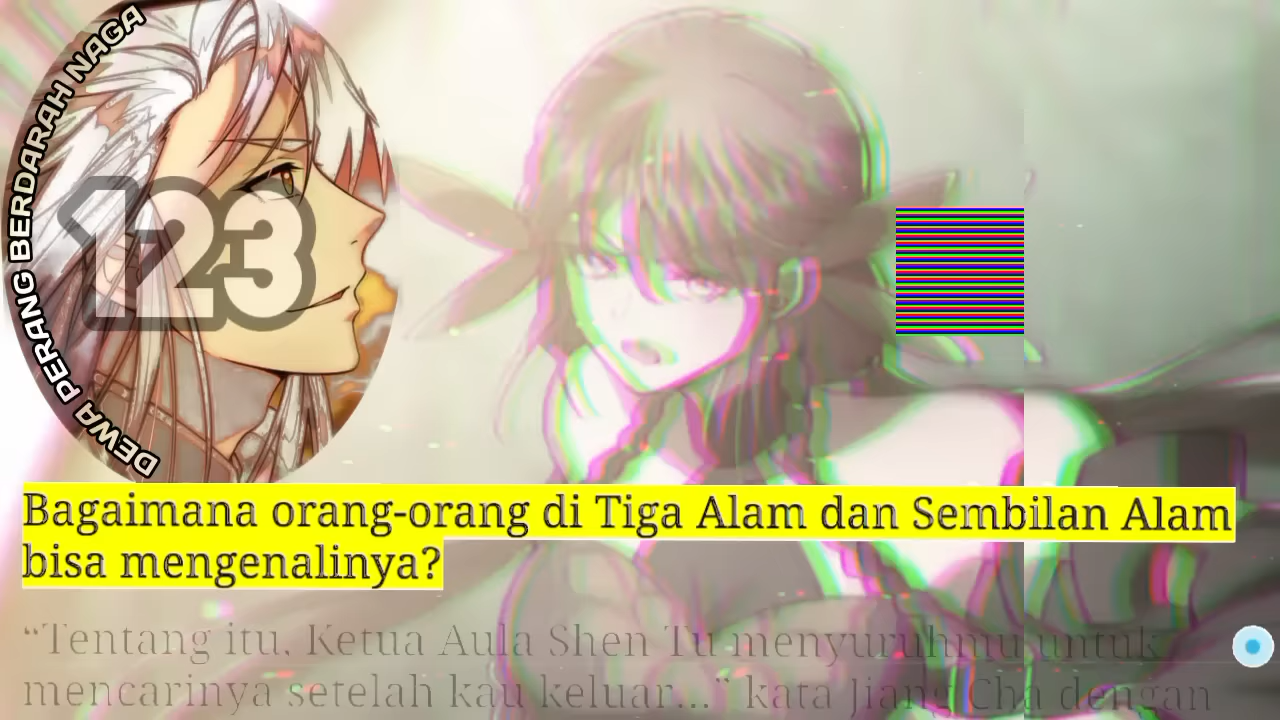 DEWA PERANG BERDARAH NAGA
123
Bagaimana orang-orang di Tiga Alam dan Sembilan Alam
bisa mengenalinya?
“Tentang itu, Ketua Aula Shen Tu menyuruhmu untuk
mencarinya setelah kau keluar...” kata Jiang Cha dengan